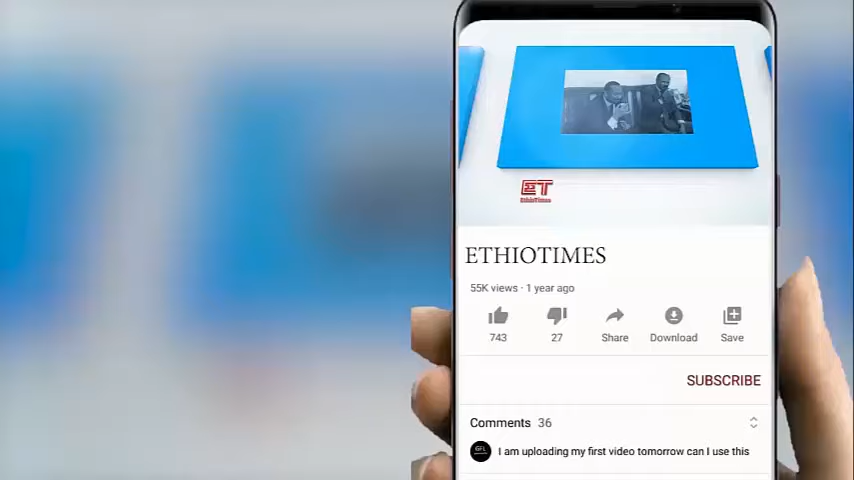 ET
EthioTimes
ETHIOTIMES
55K views · 1 year ago
743
27
Share
Download
Save
SUBSCRIBE
Comments 36
GFL
I am uploading my first video tomorrow can I use this